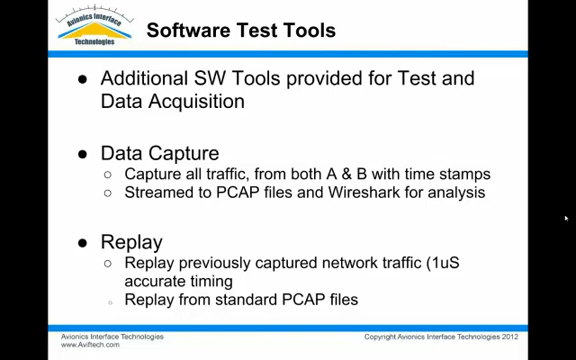 Avionics Interface
Technologies
Software Test Tools
● Additional SW Tools provided for Test and
Data Acquisition
● Data Capture
○ Capture all traffic, from both A & B with time stamps
○ Streamed to PCAP files and Wireshark for analysis
● Replay
○ Replay previously captured network traffic (1uS
accurate timing
○ Replay from standard PCAP files
Avionics Interface Technologies
www.Aviftech.com
Copyright Avionics Interface Technologies 2012